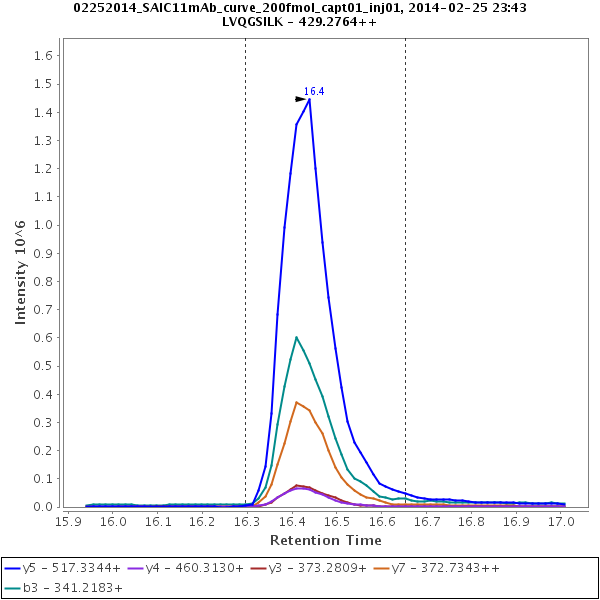 02252014_SAIC11mAb_curve_200fmol_capt01_inj01, 2014-02-25 23:43
LVQGSILK - 429.2764++
16.4
Intensity 10^6
1.6
1.5
1.4
1.3
1.2
1.1
1.0
0.9
0.8
0.7
0.6
0.5
0.4
0.3
0.2
0.1
0.0
15.9 16.0 16.1 16.2 16.3 16.4 16.5 16.6 16.7 16.8 16.9 17.0
Retention Time
y5 - 517.3344+ y4 - 460.3130+ y3 - 373.2809+ y7 - 372.7343++
b3 - 341.2183+